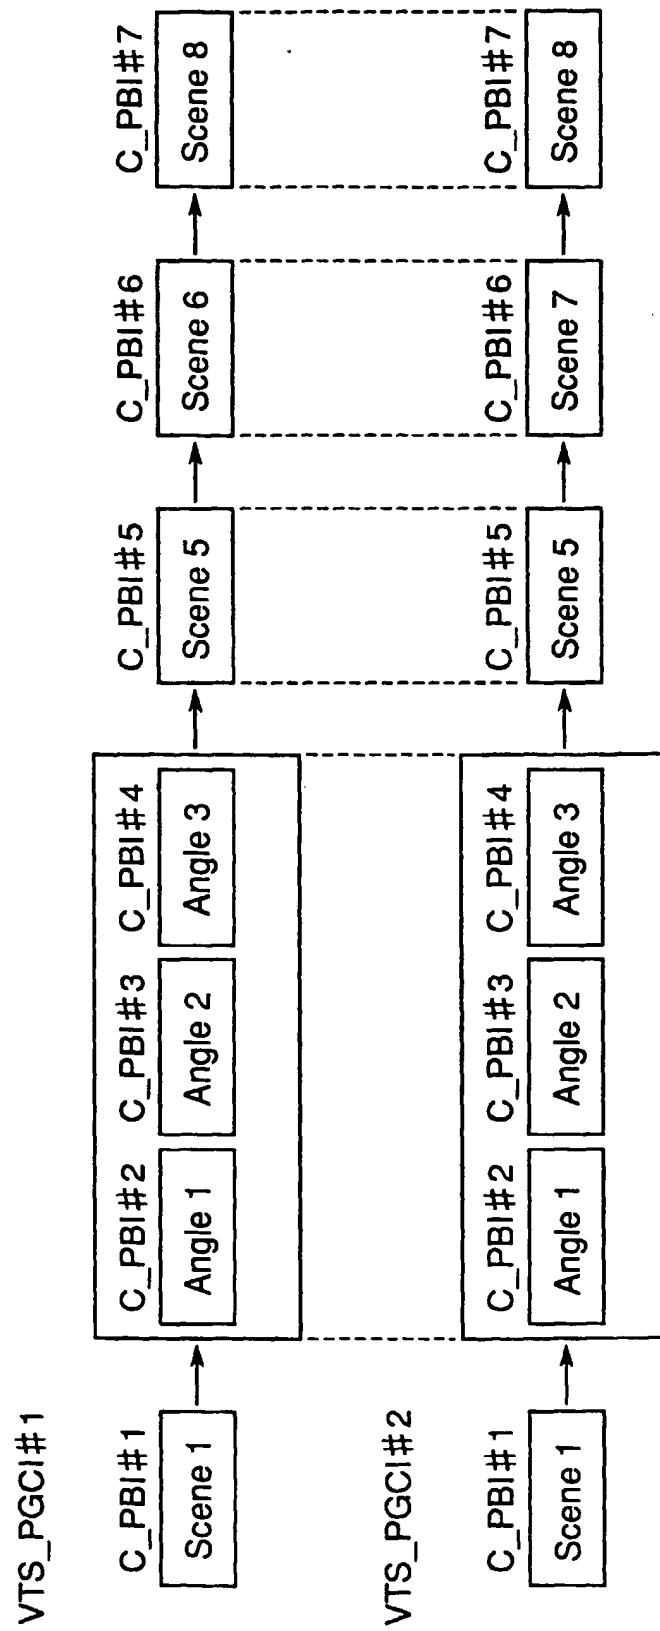 VTS_PGCI#1
C_PBI#1
Scene 1
C_PBI#2
Angle 1
C_PBI#3
Angle 2
C_PBI#4
Angle 3
C_PBI#5
Scene 5
C_PBI#6
Scene 6
C_PBI#7
Scene 8
VTS_PGCI#2
C_PBI#1
Scene 1
C_PBI#2
Angle 1
C_PBI#3
Angle 2
C_PBI#4
Angle 3
C_PBI#5
Scene 5
C_PBI#6
Scene 7
C_PBI#7
Scene 8